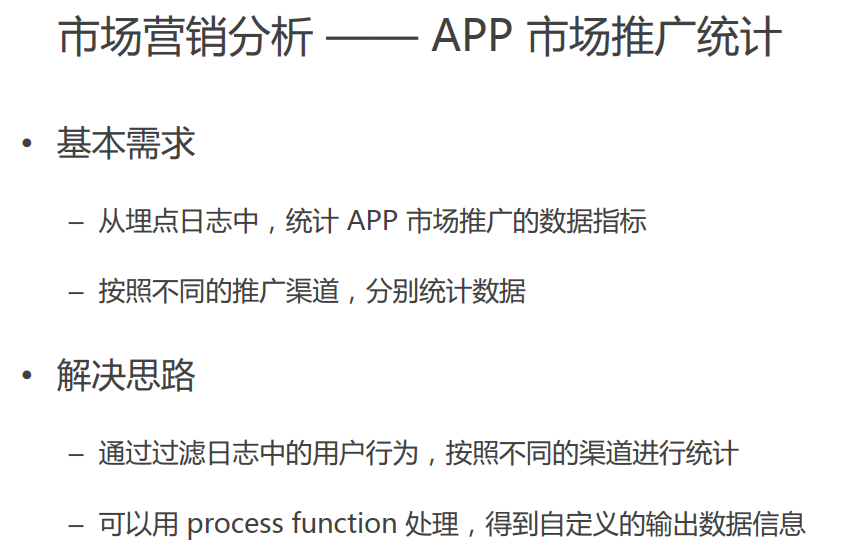 市场营销分析 —— APP 市场推广统计
• 基本需求
– 从埋点日志中，统计 APP 市场推广的数据指标
– 按照不同的推广渠道，分别统计数据
• 解决思路
– 通过过滤日志中的用户行为，按照不同的渠道进行统计
– 可以用 process function 处理，得到自定义的输出数据信息